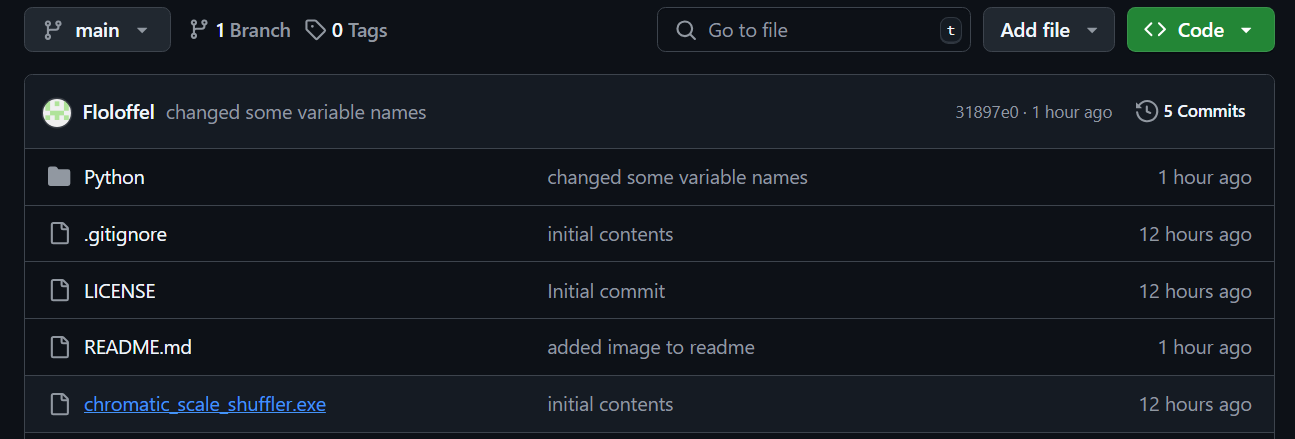 main 1 Branch 0 Tags Go to file t Add file Code
Floloffel changed some variable names 31897e0 · 1 hour ago 5 Commits
Python changed some variable names 1 hour ago
.gitignore initial contents 12 hours ago
LICENSE Initial commit 12 hours ago
README.md added image to readme 1 hour ago
chromatic_scale_shuffler.exe initial contents 12 hours ago